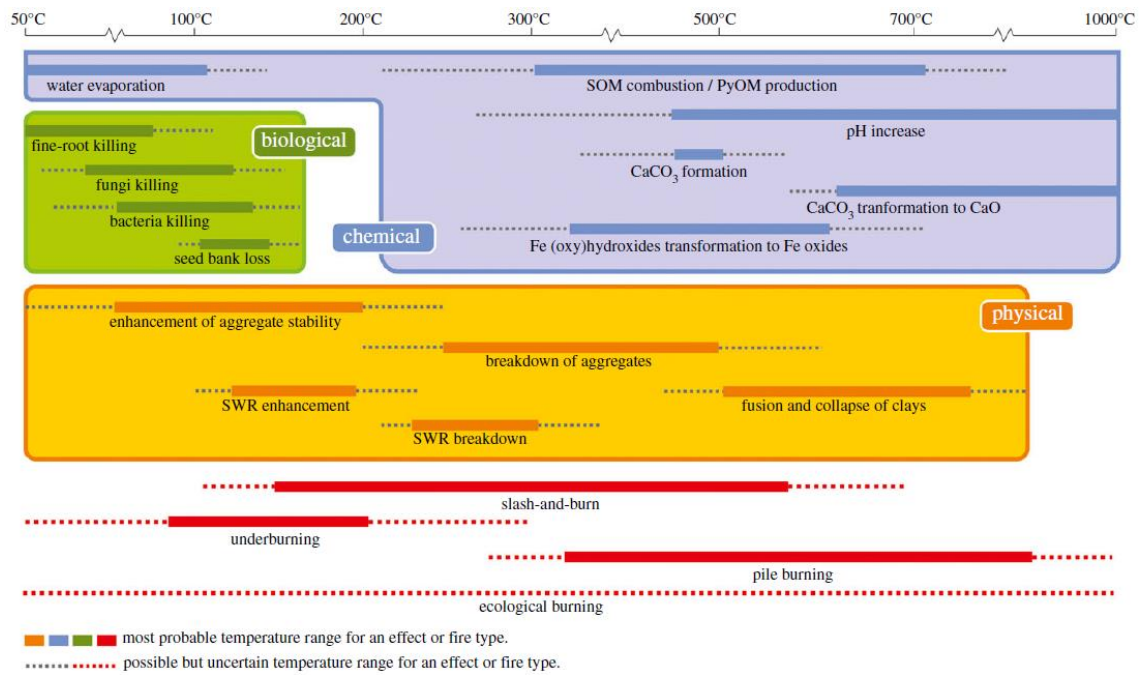 50°C 100°C 200°C 300°C 500°C 700°C 1000°C
water evaporation
SOM combustion / PyOM production
pH increase
biological
fine-root killing
CaCO₃ formation
fungi killing
CaCO₃ tranformation to CaO
bacteria killing
chemical
Fe (oxy)hydroxides transformation to Fe oxides
seed bank loss
physical
enhancement of aggregate stability
breakdown of aggregates
SWR enhancement
fusion and collapse of clays
SWR breakdown
slash-and-burn
underburning
pile burning
ecological burning
most probable temperature range for an effect or fire type.
possible but uncertain temperature range for an effect or fire type.